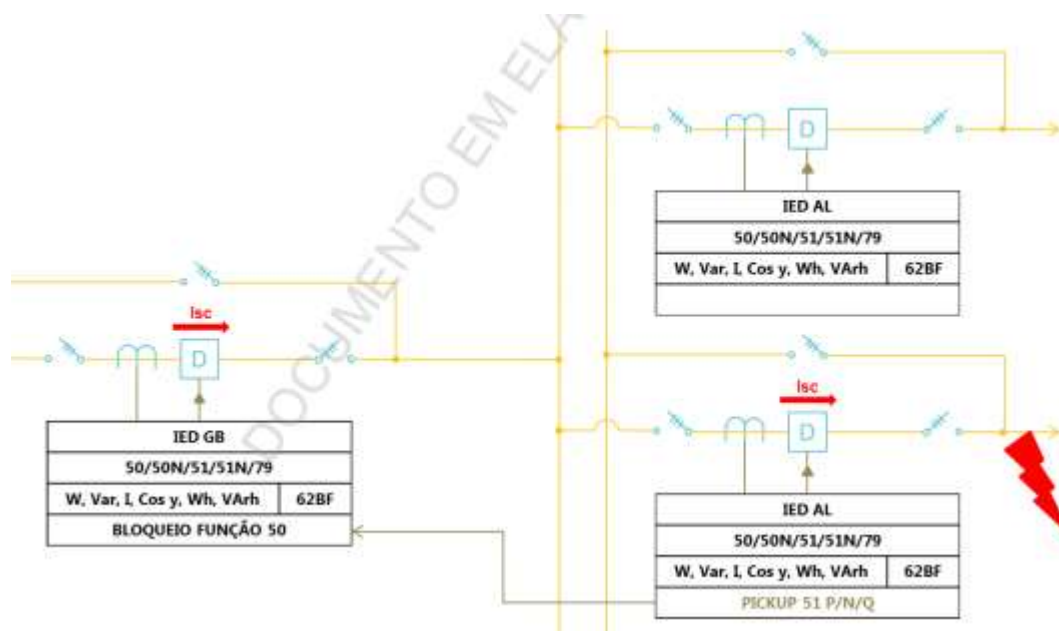 DOCUMENTO EM ELA
D
IED AL
50/50N/51/51N/79
W, Var, I, Cos y, Wh, VArh 62BF
Isc
D
IED GB
50/50N/51/51N/79
W, Var, I, Cos y, Wh, VArh 62BF
BLOQUEIO FUNÇÃO 50
Isc
D
IED AL
50/50N/51/51N/79
W, Var, I, Cos y, Wh, VArh 62BF
PICKUP 51 P/N/Q